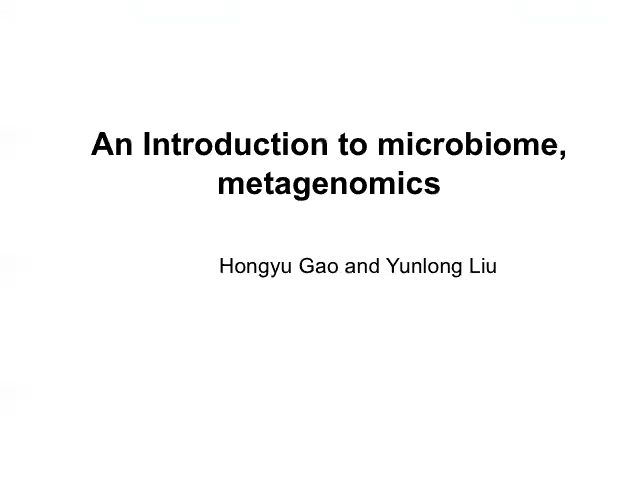 An Introduction to microbiome,
metagenomics
Hongyu Gao and Yunlong Liu